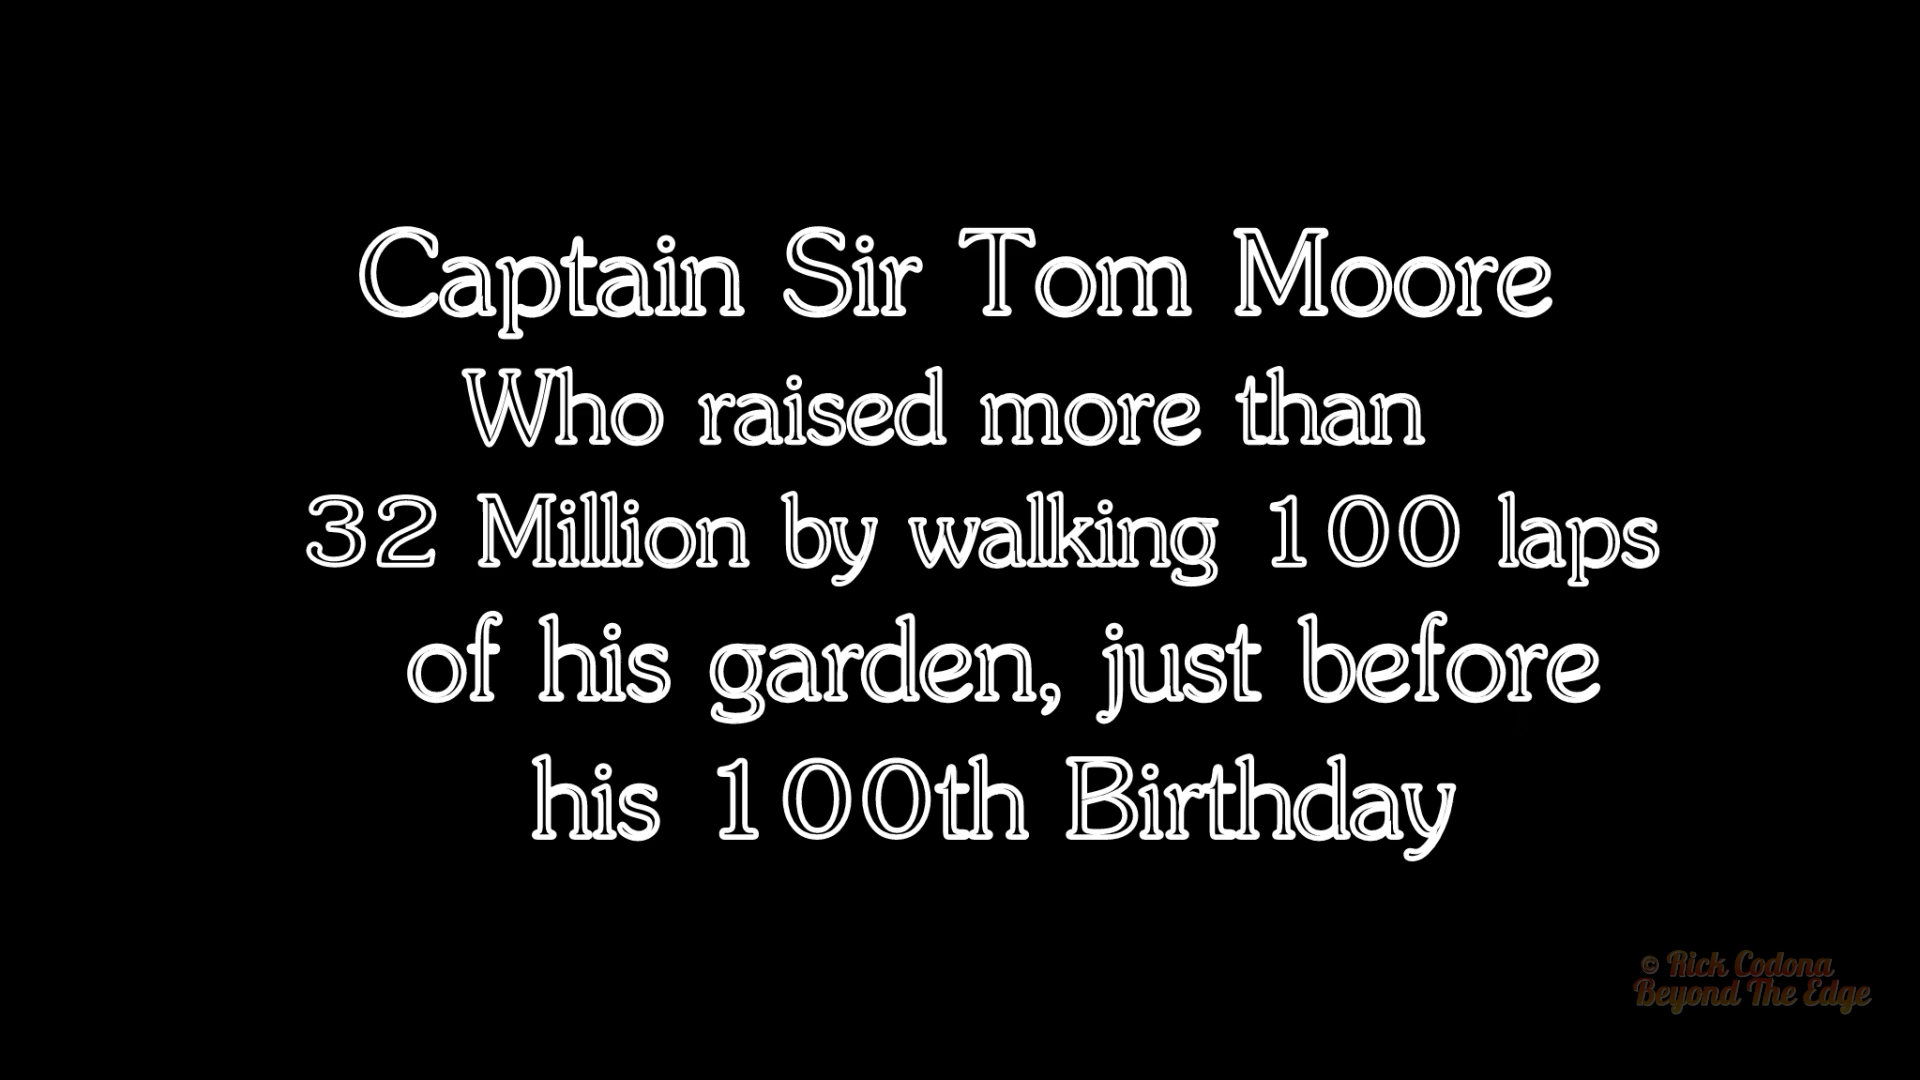 Captain Sir Tom Moore
Who raised more than
32 Million by walking 100 laps
of his garden, just before
his 100th Birthday
© Rick Codona
Beyond The Edge